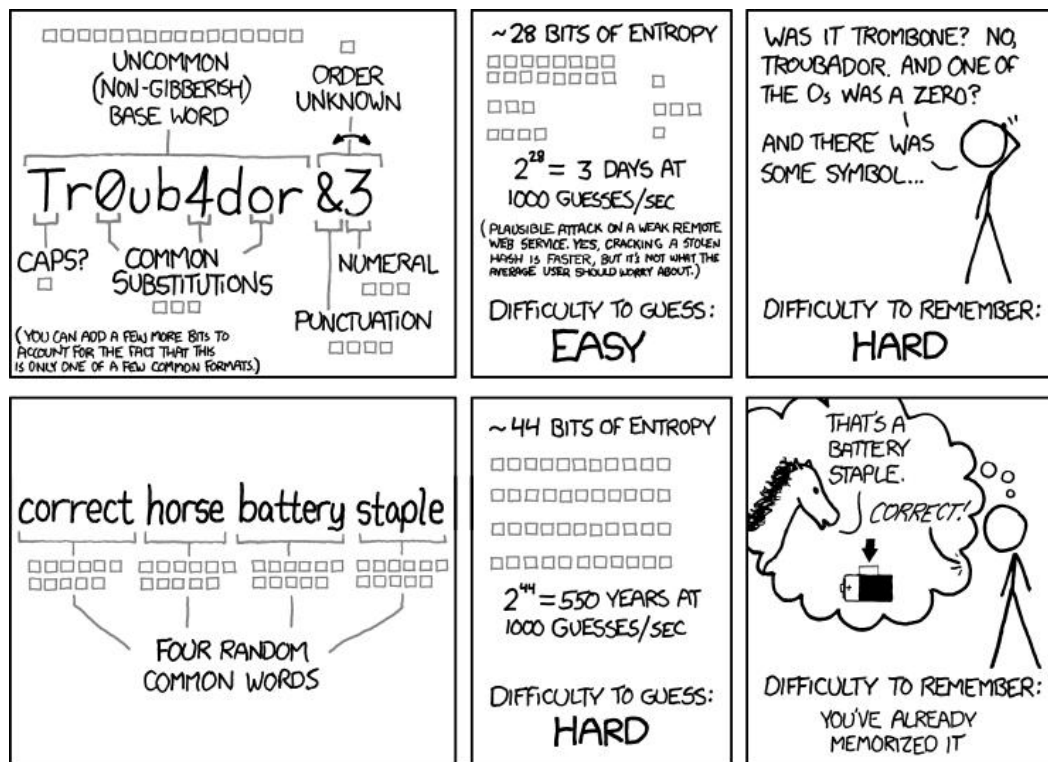 UNCOMMON
(NON-GIBBERISH)
BASE WORD
ORDER
UNKNOWN
Tr0ub4dor &3
CAPS?
COMMON
SUBSTITUTIONS
NUMERAL
PUNCTUATION
(YOU CAN ADD A FEW MORE BITS TO
ACCOUNT FOR THE FACT THAT THIS
IS ONLY ONE OF A FEW COMMON FORMATS.)
~28 BITS OF ENTROPY
2^28 = 3 DAYS AT
1000 GUESSES/SEC
(PLAUSIBLE ATTACK ON A WEAK REMOTE
WEB SERVICE. YES, CRACKING A STOLEN
HASH IS FASTER, BUT IT'S NOT WHAT THE
AVERAGE USER SHOULD WORRY ABOUT.)
DIFFICULTY TO GUESS:
EASY
WAS IT TROMBONE? NO,
TROUBADOR. AND ONE OF
THE Os WAS A ZERO?
AND THERE WAS
SOME SYMBOL...
DIFFICULTY TO REMEMBER:
HARD
correct horse battery staple
FOUR RANDOM
COMMON WORDS
~44 BITS OF ENTROPY
2^44 = 550 YEARS AT
1000 GUESSES/SEC
DIFFICULTY TO GUESS:
HARD
THAT'S A
BATTERY
STAPLE.
CORRECT!
DIFFICULTY TO REMEMBER:
YOU'VE ALREADY
MEMORIZED IT